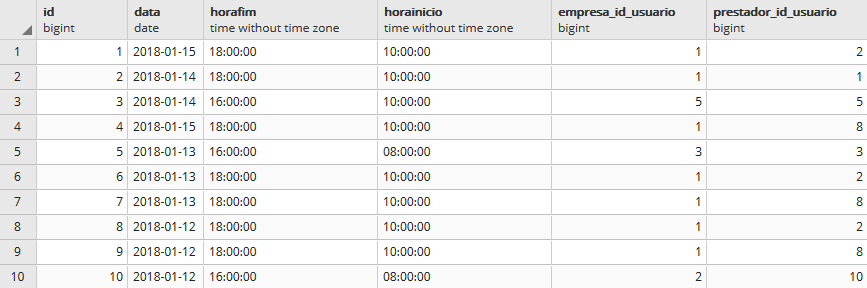 id data horafim horainicio empresa_id_usuario prestador_id_usuario
bigint date time without time zone time without time zone bigint bigint
1 1 2018-01-15 18:00:00 10:00:00 1 2
2 2 2018-01-14 18:00:00 10:00:00 1 1
3 3 2018-01-14 16:00:00 10:00:00 5 5
4 4 2018-01-15 18:00:00 10:00:00 1 8
5 5 2018-01-13 16:00:00 08:00:00 3 3
6 6 2018-01-13 18:00:00 10:00:00 1 2
7 7 2018-01-13 18:00:00 10:00:00 1 8
8 8 2018-01-12 18:00:00 10:00:00 1 2
9 9 2018-01-12 18:00:00 10:00:00 1 8
10 10 2018-01-12 16:00:00 08:00:00 2 10